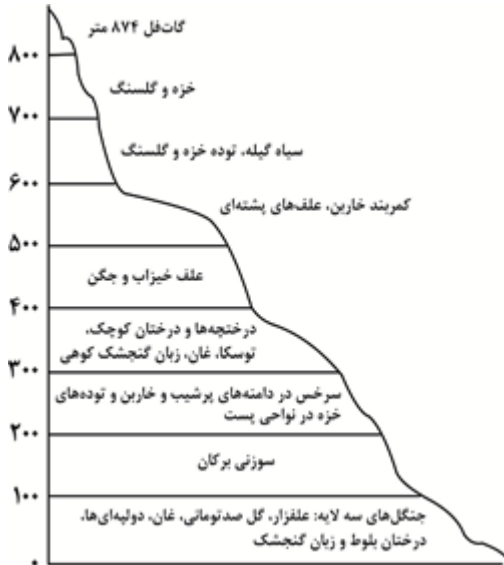 گات‌فل ۸۷۴ متر
۸۰۰
خزه و گلسنگ
۷۰۰
سیاه گیله، توده خزه و گلسنگ
۶۰۰
کمربند خاربن، علف‌های پشته‌ای
۵۰۰
علف خیزاب و جگن
۴۰۰
درختچه‌ها و درختان کوچک،
توسکا، غان، زبان گنجشک کوهی
۳۰۰
سرخس در دامنه‌های پرشیب و خاربن و توده‌های
خزه در نواحی پست
۲۰۰
سوزنی برکان
۱۰۰
جنگل‌های سه لایه: علفزار، گل صدتومانی، غان، دولپه‌ای‌ها،
درختان بلوط و زبان گنجشک
۰